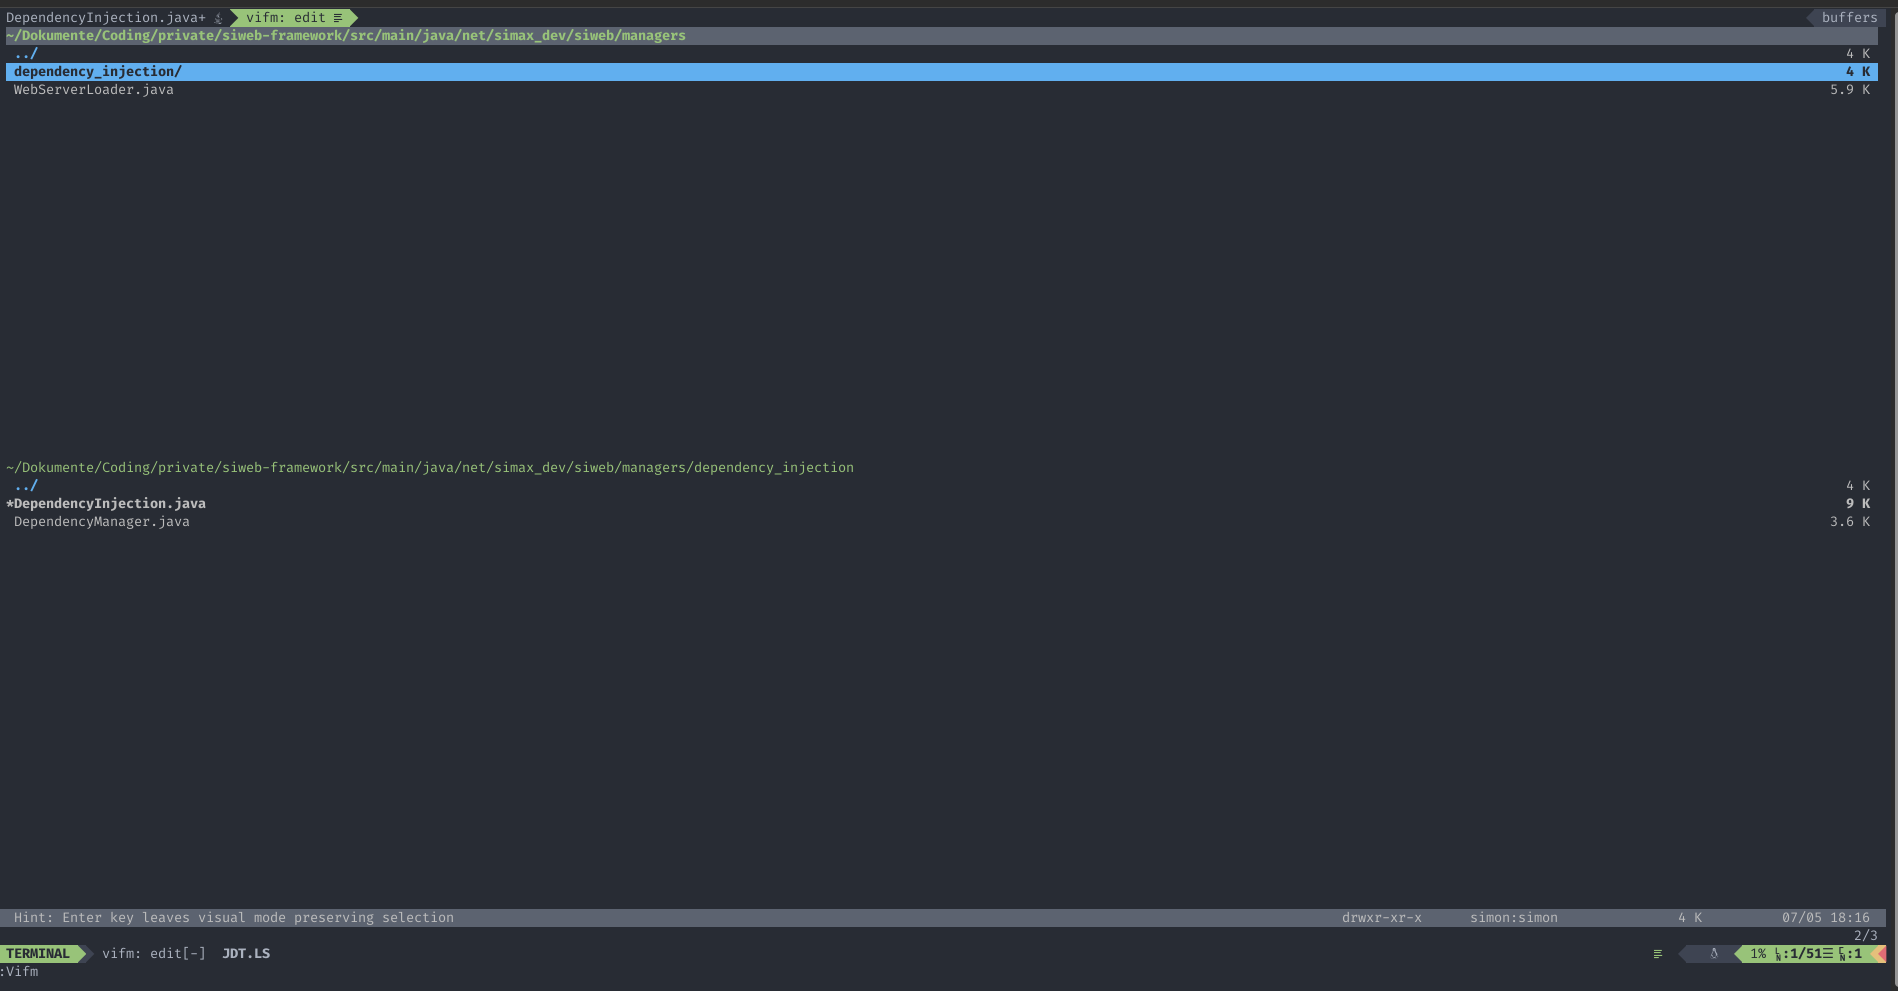 DependencyInjection.java+ vifm: edit buffers
~/Dokumente/Coding/private/siweb-framework/src/main/java/net/simax_dev/siweb/managers
../ 4 K
dependency_injection/ 4 K
WebServerLoader.java 5.9 K
~/Dokumente/Coding/private/siweb-framework/src/main/java/net/simax_dev/siweb/managers/dependency_injection
../ 4 K
*DependencyInjection.java 9 K
DependencyManager.java 3.6 K
Hint: Enter key leaves visual mode preserving selection drwxr-xr-x simon:simon 4 K 07/05 18:16
2/3
TERMINAL vifm: edit[-] JDT.LS 1% LN:1/51☰ CN:1
:Vifm